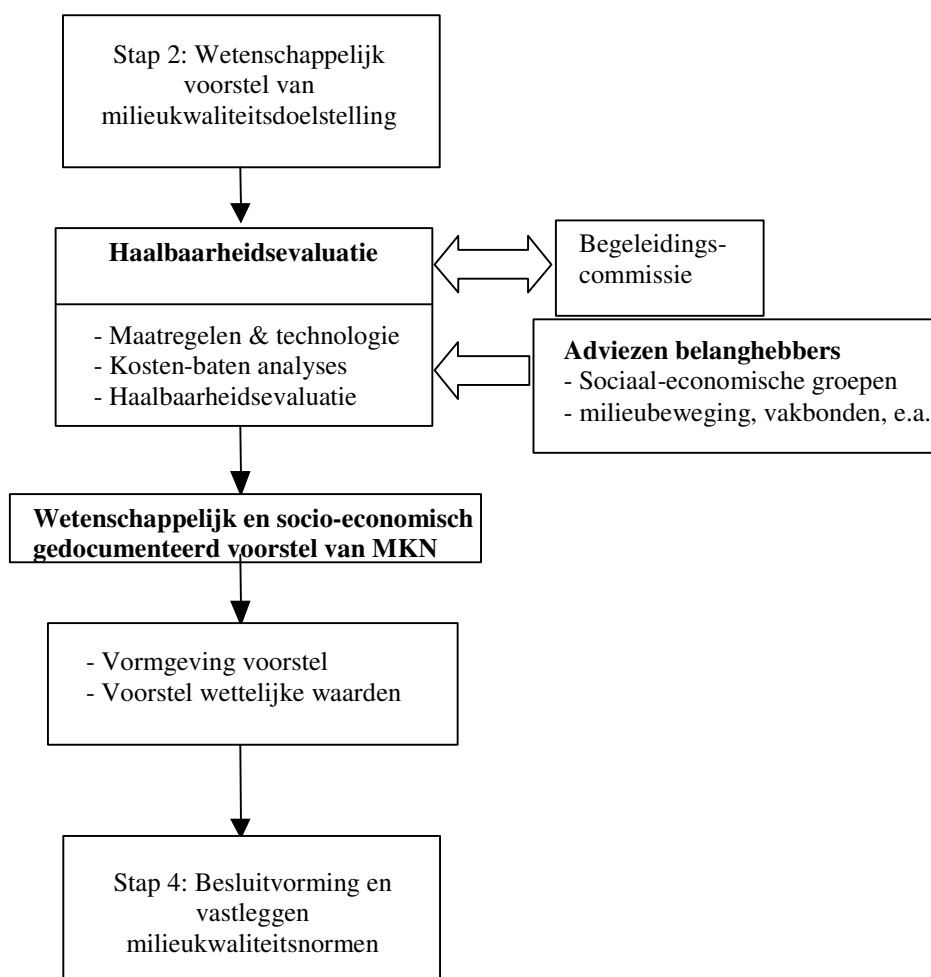 Stap 2: Wetenschappelijk
voorstel van
milieukwaliteitsdoelstelling
Haalbaarheidsevaluatie
- Maatregelen & technologie
- Kosten-baten analyses
- Haalbaarheidsevaluatie
Begeleidings-
commissie
Adviezen belanghebbers
- Sociaal-economische groepen
- milieubeweging, vakbonden, e.a.
Wetenschappelijk en socio-economisch
gedocumenteerd voorstel van MKN
- Vormgeving voorstel
- Voorstel wettelijke waarden
Stap 4: Besluitvorming en
vastleggen
milieukwaliteitsnormen